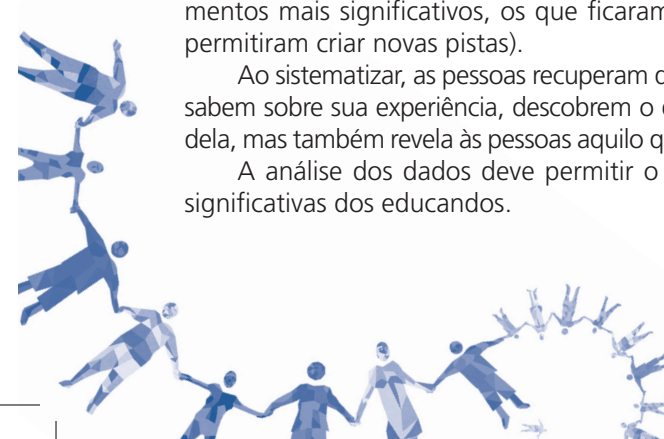 mentos mais significativos, os que ficaram
permitiram criar novas pistas).
Ao sistematizar, as pessoas recuperam
sabem sobre sua experiência, descobrem o
dela, mas também revela às pessoas aquilo
A análise dos dados deve permitir o
significativas dos educandos.